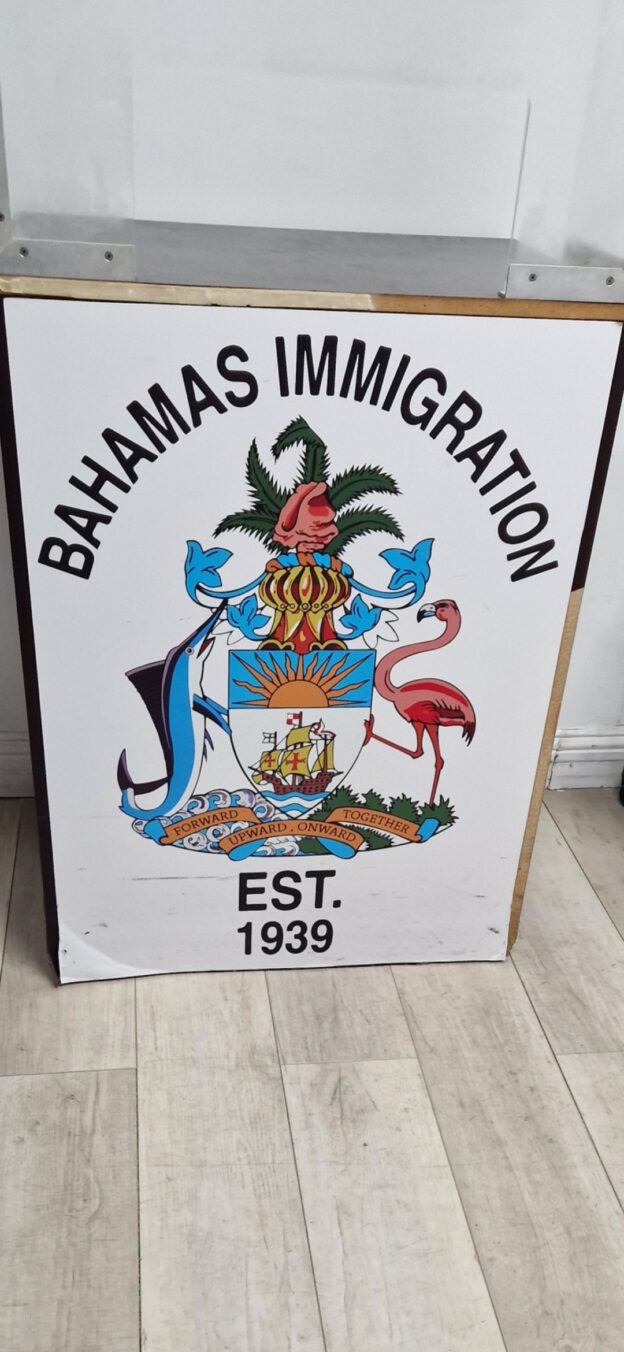 BAHAMAS IMMIGRATION
FORWARD
UPWARD, ONWARD
TOGETHER
EST.
1939